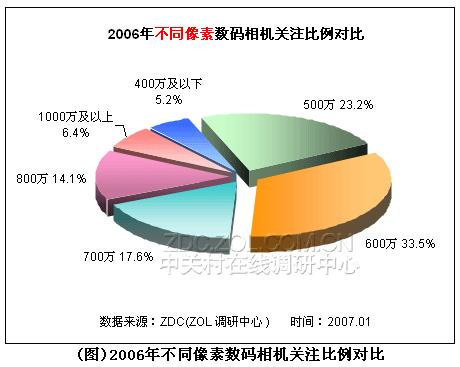 2006年不同像素数码相机关注比例对比
400万及以下
5.2%
500万 23.2%
1000万及以上
6.4%
800万 14.1%
700万 17.6%
600万 33.5%
ZDC.ZOL.COM.CN
中关村在线调研中心
数据来源：ZDC(ZOL调研中心) 时间：2007.01
(图)2006年不同像素数码相机关注比例对比